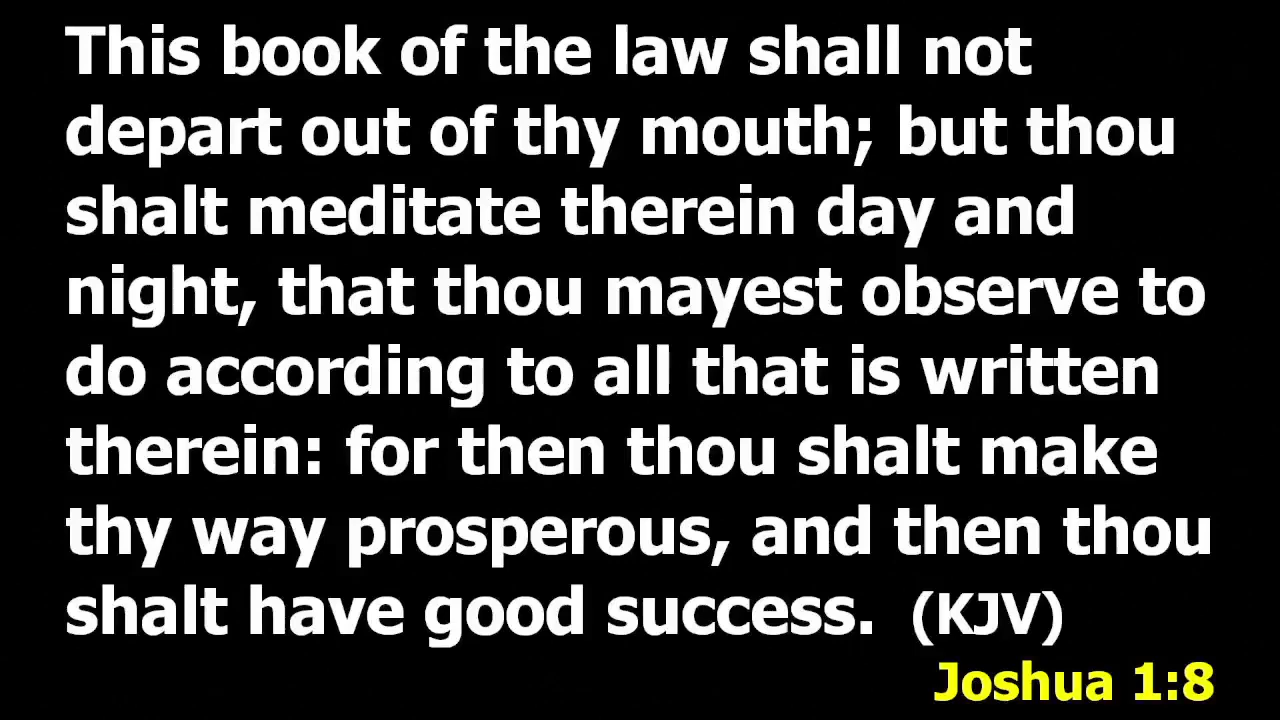 This book of the law shall not
depart out of thy mouth; but thou
shalt meditate therein day and
night, that thou mayest observe to
do according to all that is written
therein: for then thou shalt make
thy way prosperous, and then thou
shalt have good success. (KJV)
Joshua 1:8